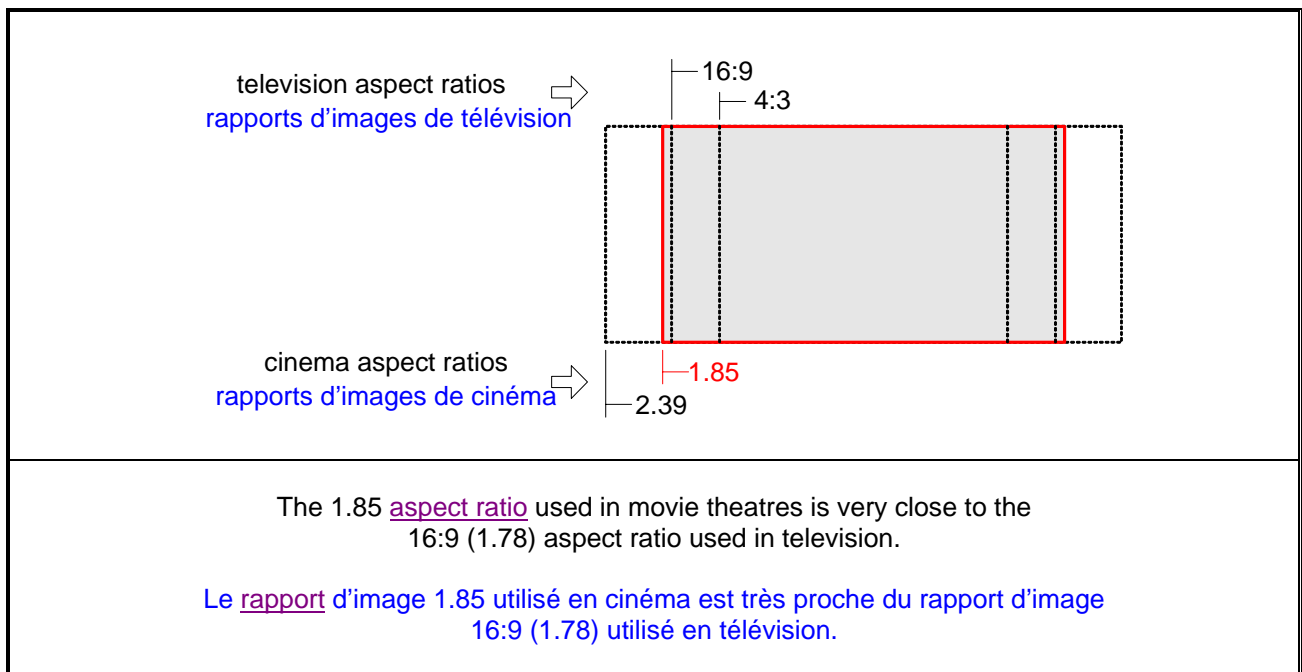 television aspect ratios
rapports d’images de télévision
16:9
4:3
cinema aspect ratios
rapports d’images de cinéma
1.85
2.39
The 1.85 aspect ratio used in movie theatres is very close to the
16:9 (1.78) aspect ratio used in television.
Le rapport d’image 1.85 utilisé en cinéma est très proche du rapport d’image
16:9 (1.78) utilisé en télévision.